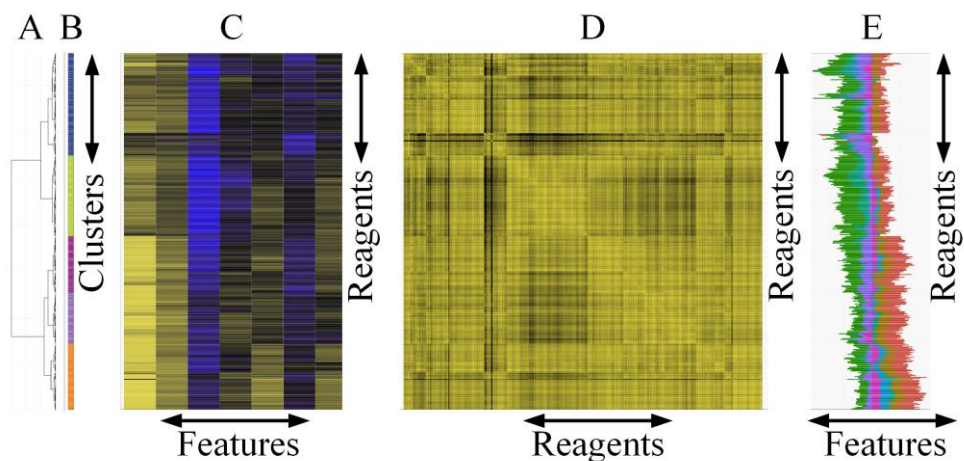 A B C D E
Clusters
Reagents
Reagents
Reagents
Features
Reagents
Features